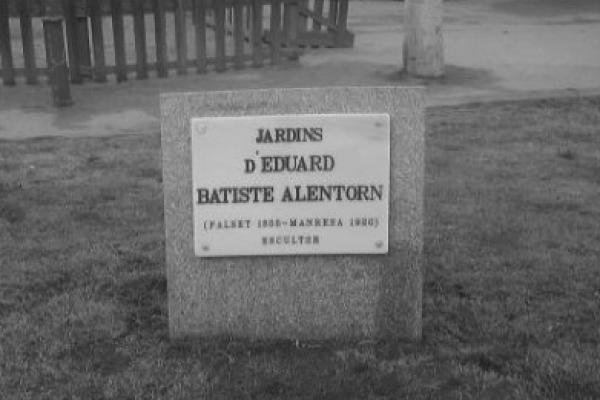 JARDINS
D'EDUARD
BATISTE ALENTORN
(FALSET 1855-MANRESA 1920)
ESCULTOR